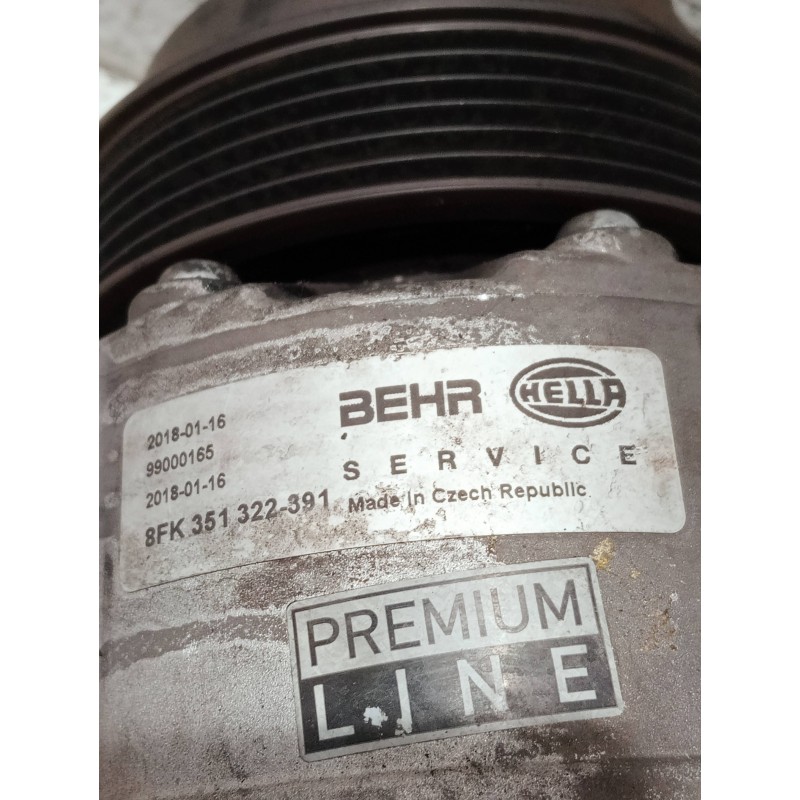 2018-01-16
99000165
2018-01-16
8FK 351 322-391
BEHR HELLA
SERVICE
Made in Czech Republic
PREMIUM
LINE